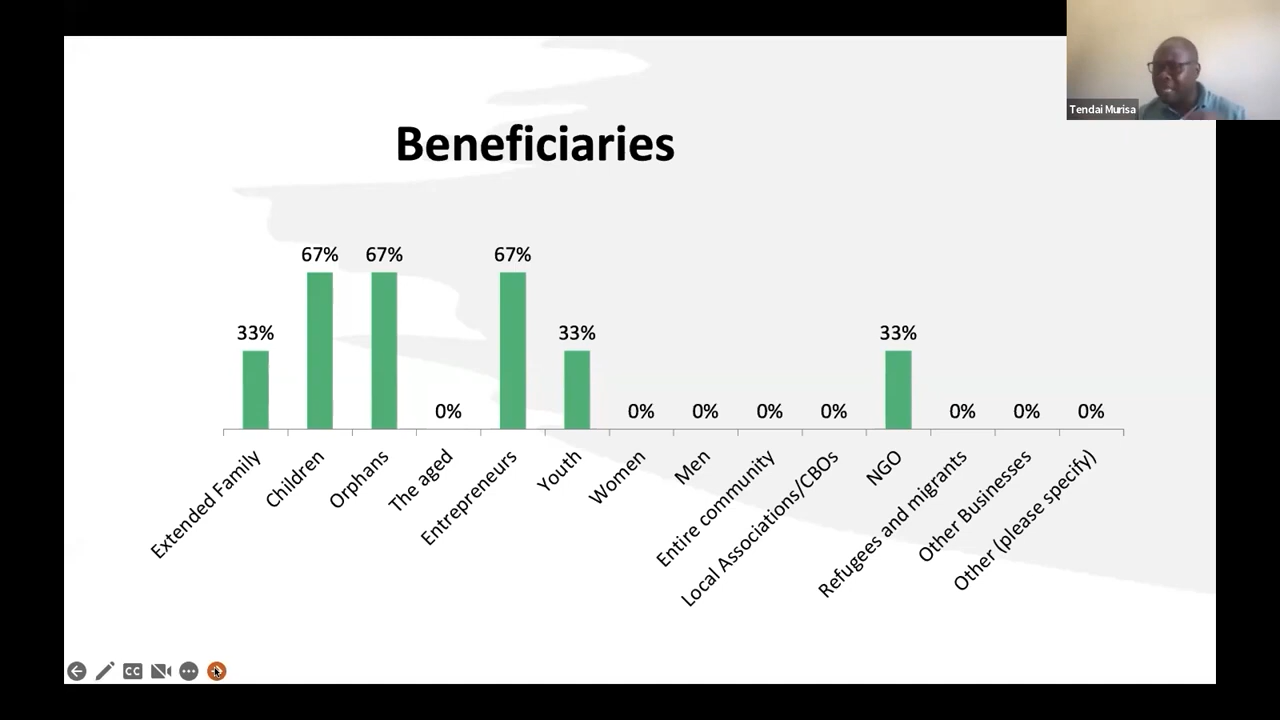 Tendai Murisa
Beneficiaries
67% 67% 67%
33% 33% 33%
0% 0% 0% 0% 0% 0% 0% 0%
Extended Family
Children
Orphans
The aged
Entrepreneurs
Youth
Women
Men
Entire community
Local Associations/CBOs
NGO
Refugees and migrants
Other Businesses
Other (please specify)
CC